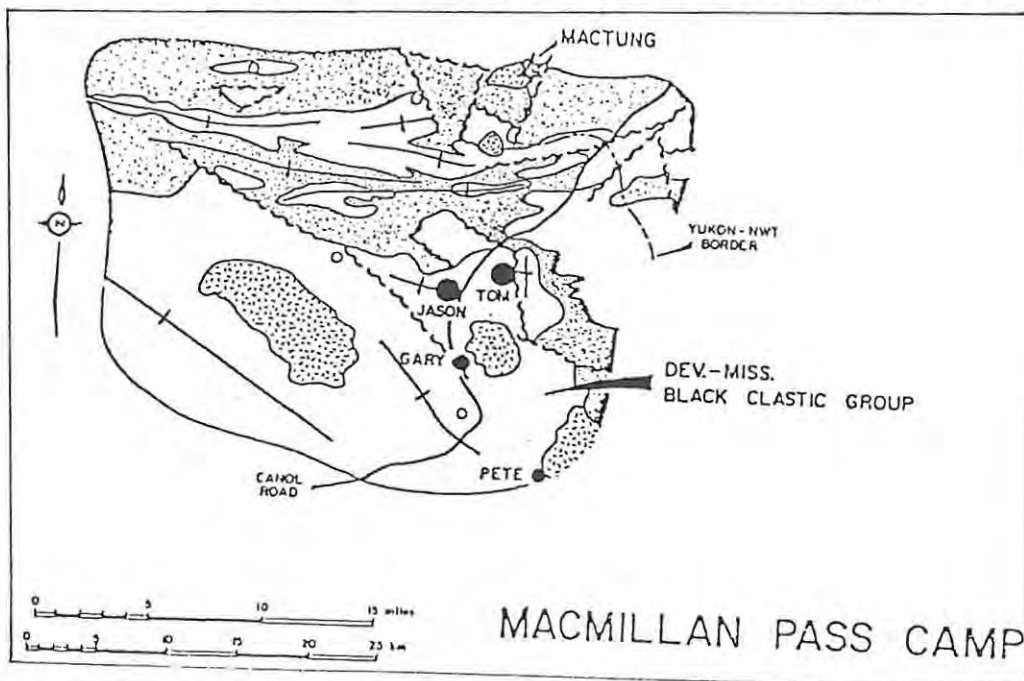 MACTUNG
N
YUKON-NWT
BORDER
TOM
JASON
GARY
DEV.-MISS.
BLACK CLASTIC GROUP
PETE
CANOL
ROAD
0 5 10 15 miles
0 5 10 15 20 25 km
MACMILLAN PASS CAMP